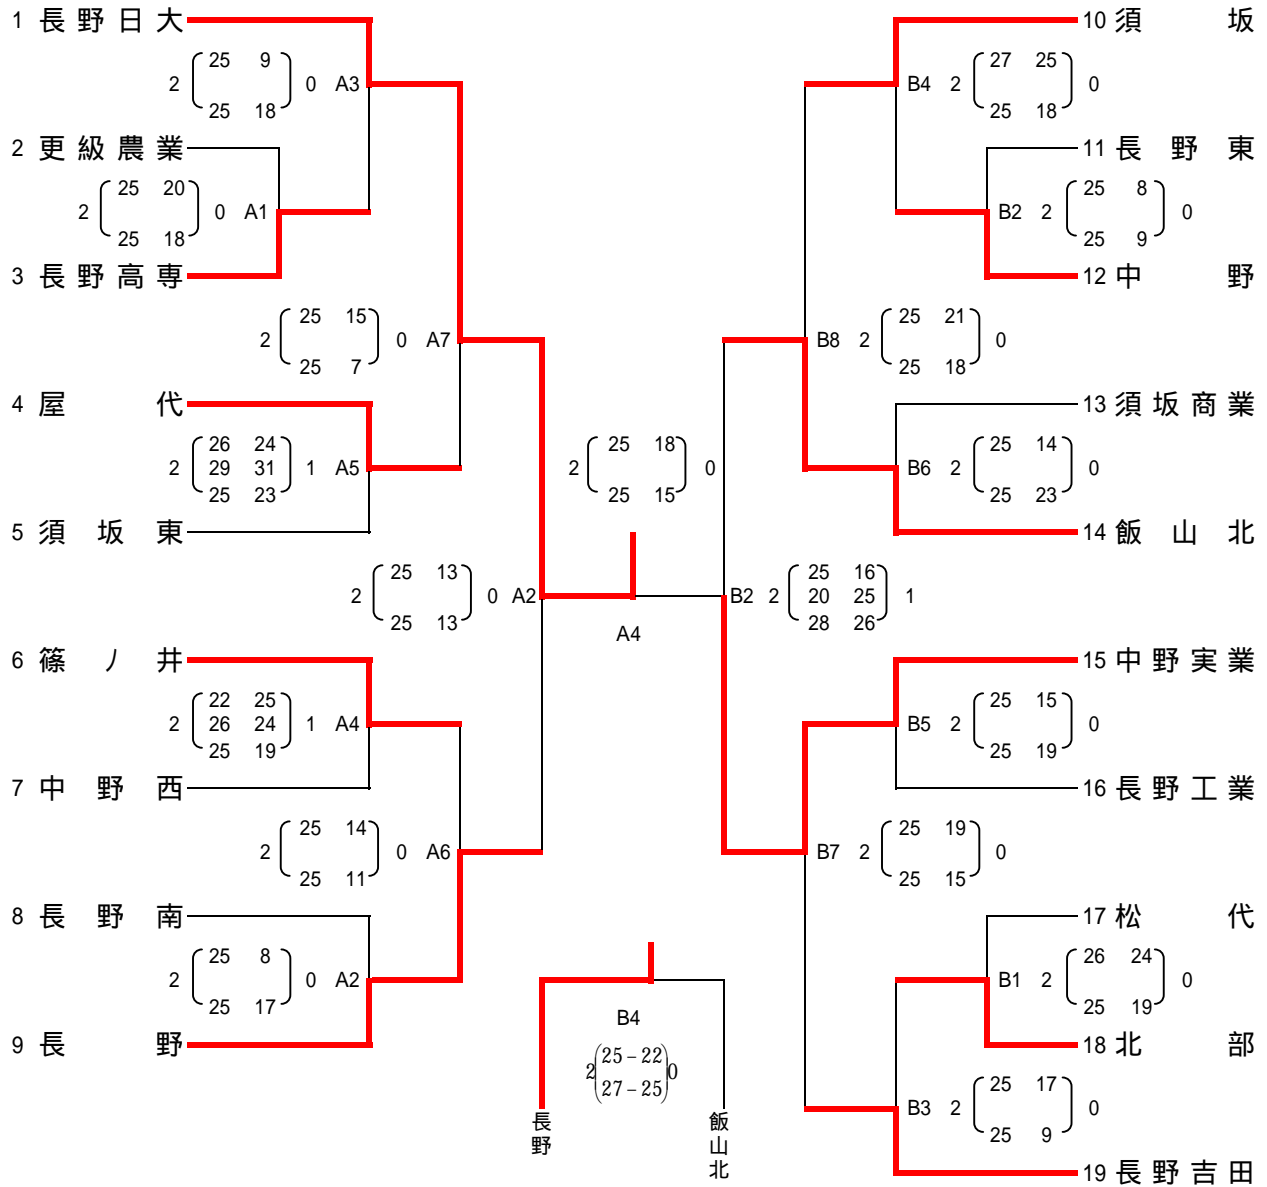 1 長野日大
10 須坂
25 9
2 0 A3
25 18
27 25
B4 2 0
25 18
2 更級農業
11 長野東
25 20
2 0 A1
25 18
25 8
B2 2 0
25 9
3 長野高専
12 中野
25 15
2 0 A7
25 7
25 21
B8 2 0
25 18
4 屋代
13 須坂商業
26 24
2 29 31 1 A5
25 23
25 18
2 0
25 15
25 14
B6 2 0
25 23
5 須坂東
14 飯山北
25 13
2 0 A2
25 13
A4
25 16
B2 2 20 25 1
28 26
6 篠ノ井
15 中野実業
22 25
2 26 24 1 A4
25 19
25 15
B5 2 0
25 19
7 中野西
16 長野工業
25 14
2 0 A6
25 11
25 19
B7 2 0
25 15
8 長野南
17 松代
25 8
2 0 A2
25 17
26 24
B1 2 0
25 19
9 長野
18 北部
B4
25－22
2 0
27－25
長野
飯山北
25 17
B3 2 0
25 9
19 長野吉田